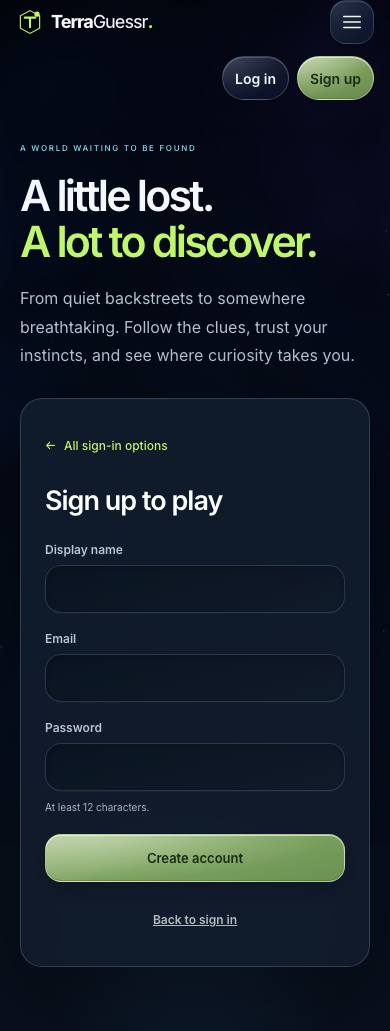 TerraGuessr.
Log in
Sign up
A WORLD WAITING TO BE FOUND
A little lost.
A lot to discover.
From quiet backstreets to somewhere
breathtaking. Follow the clues, trust your
instincts, and see where curiosity takes you.
← All sign-in options
Sign up to play
Display name
Email
Password
At least 12 characters.
Create account
Back to sign in